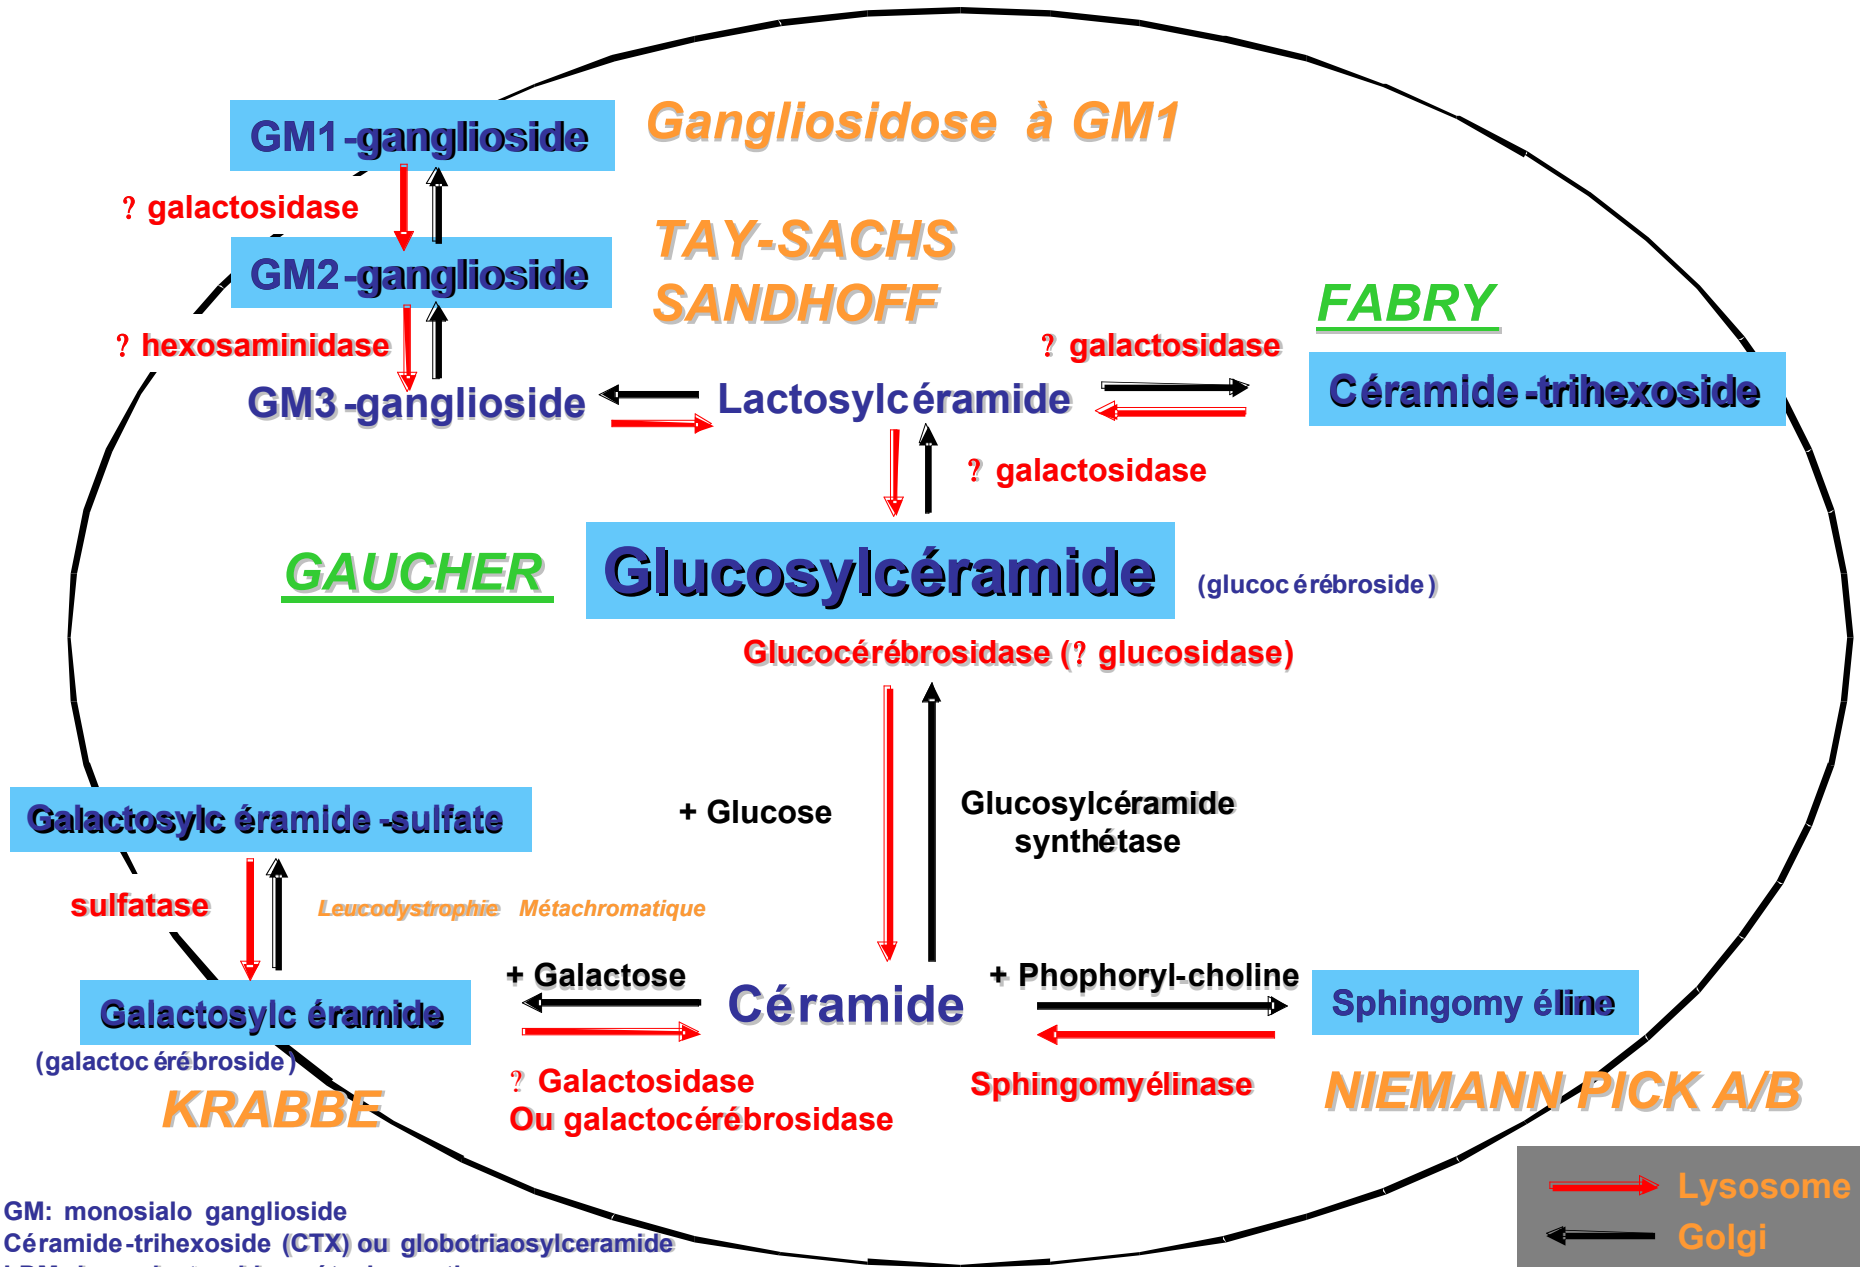 GM1-ganglioside
Gangliosidose à GM1
? galactosidase
GM2-ganglioside
TAY-SACHS
SANDHOFF
? hexosaminidase
GM3-ganglioside
Lactosylcéramide
? galactosidase
FABRY
Céramide-trihexoside
? galactosidase
GAUCHER
Glucosylcéramide
(glucocérébroside)
Glucocérébrosidase (? glucosidase)
+ Glucose
Glucosylcéramide
synthétase
Galactosylcéramide-sulfate
sulfatase
Leucodystrophie Métachromatique
Galactosylcéramide
(galactocérébroside)
KRABBE
+ Galactose
Céramide
+ Phophoryl-choline
Sphingomyéline
? Galactosidase
Ou galactocérébrosidase
Sphingomyélinase
NIEMANN PICK A/B
Lysosome
Golgi
GM: monosialo ganglioside
Céramide-trihexoside (CTX) ou globotriaosylceramide